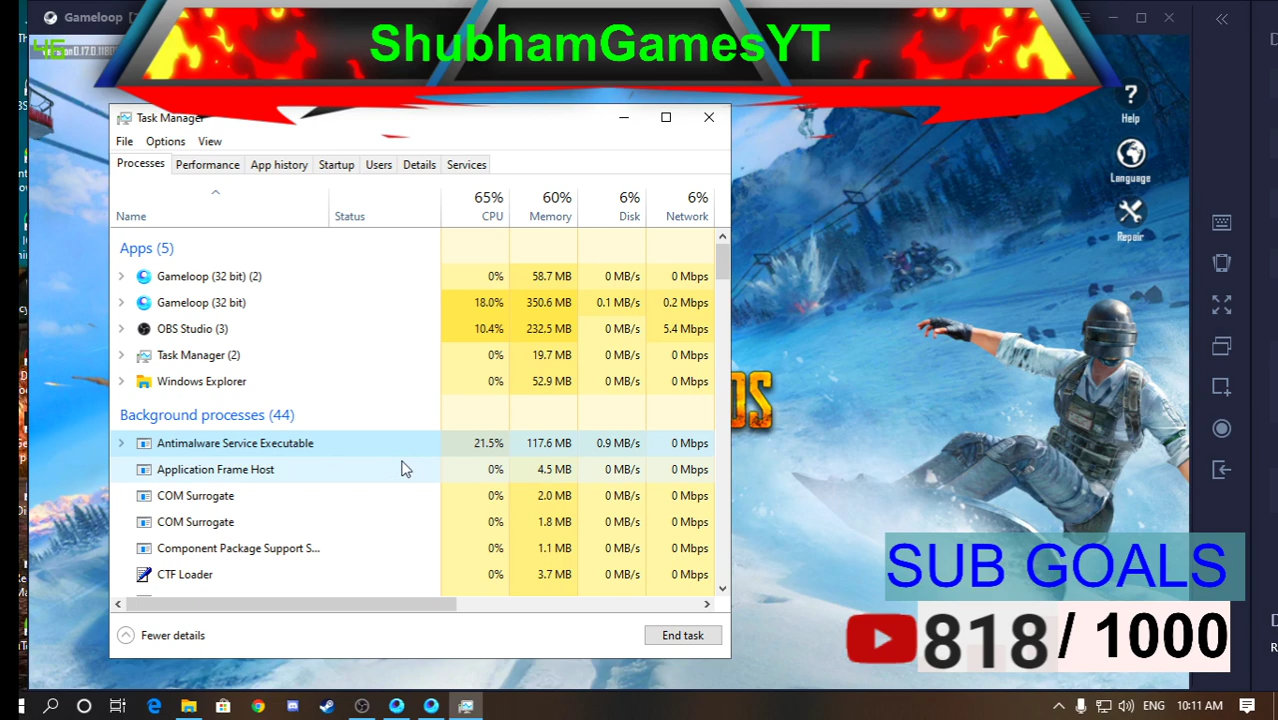 Gameloop
ShubhamGamesYT
46
Task Manager
File Options View
Processes Performance App history Startup Users Details Services
65% 60% 6% 6%
Name Status CPU Memory Disk Network
Apps (5)
Gameloop (32 bit) (2) 0% 58.7 MB 0 MB/s 0 Mbps
Gameloop (32 bit) 18.0% 350.6 MB 0.1 MB/s 0.2 Mbps
OBS Studio (3) 10.4% 232.5 MB 0 MB/s 5.4 Mbps
Task Manager (2) 0% 19.7 MB 0 MB/s 0 Mbps
Windows Explorer 0% 52.9 MB 0 MB/s 0 Mbps
Background processes (44)
Antimalware Service Executable 21.5% 117.6 MB 0.9 MB/s 0 Mbps
Application Frame Host 0% 4.5 MB 0 MB/s 0 Mbps
COM Surrogate 0% 2.0 MB 0 MB/s 0 Mbps
COM Surrogate 0% 1.8 MB 0 MB/s 0 Mbps
Component Package Support S... 0% 1.1 MB 0 MB/s 0 Mbps
CTF Loader 0% 3.7 MB 0 MB/s 0 Mbps
Fewer details End task
Help
Language
Repair
SUB GOALS
818 / 1000
ENG 10:11 AM